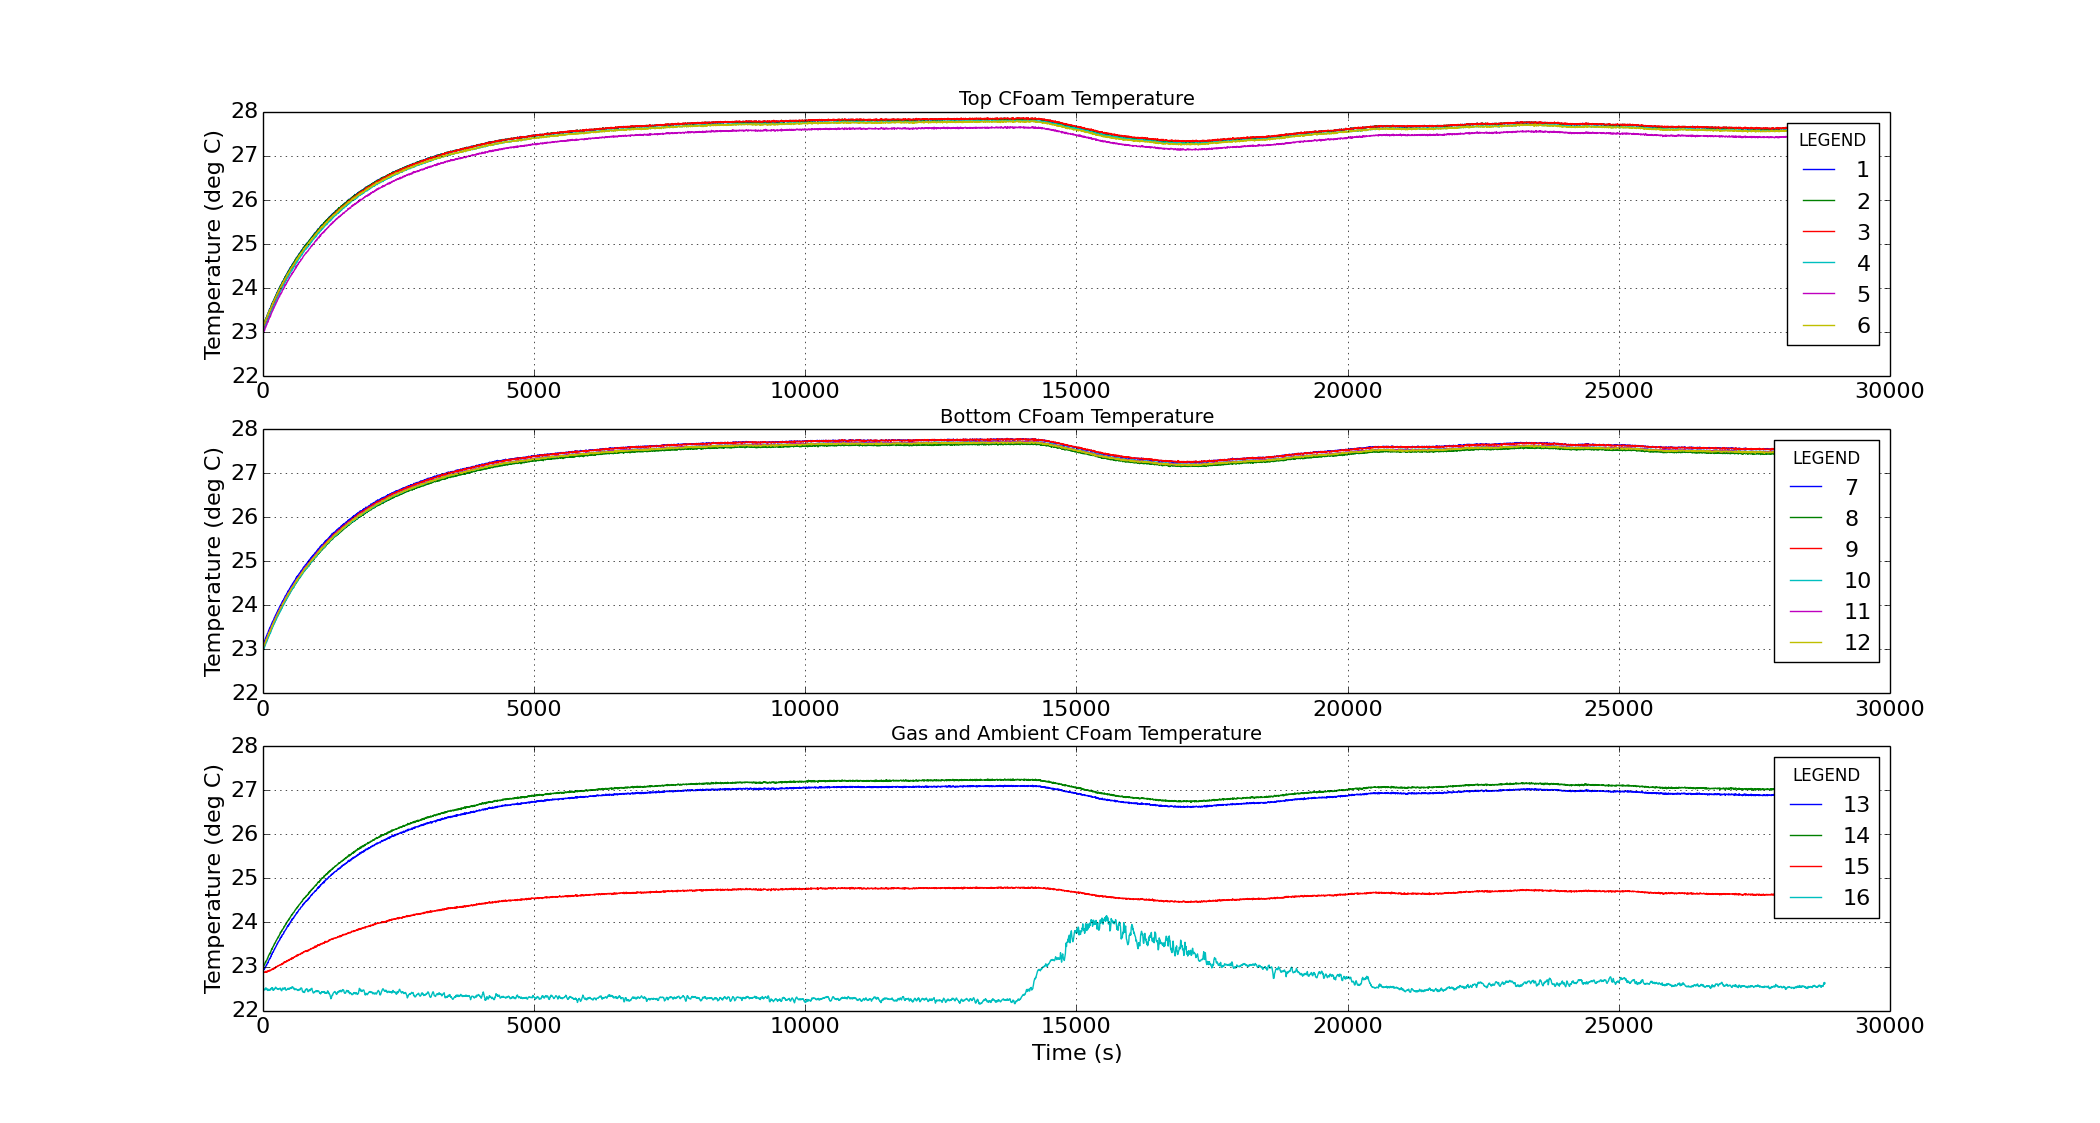 Top CFoam Temperature
Temperature (deg C)
28
27
26
25
24
23
22
0 5000 10000 15000 20000 25000 30000
LEGEND
1
2
3
4
5
6
Bottom CFoam Temperature
Temperature (deg C)
28
27
26
25
24
23
22
0 5000 10000 15000 20000 25000 30000
LEGEND
7
8
9
10
11
12
Gas and Ambient CFoam Temperature
Temperature (deg C)
28
27
26
25
24
23
22
0 5000 10000 15000 20000 25000 30000
LEGEND
13
14
15
16
Time (s)